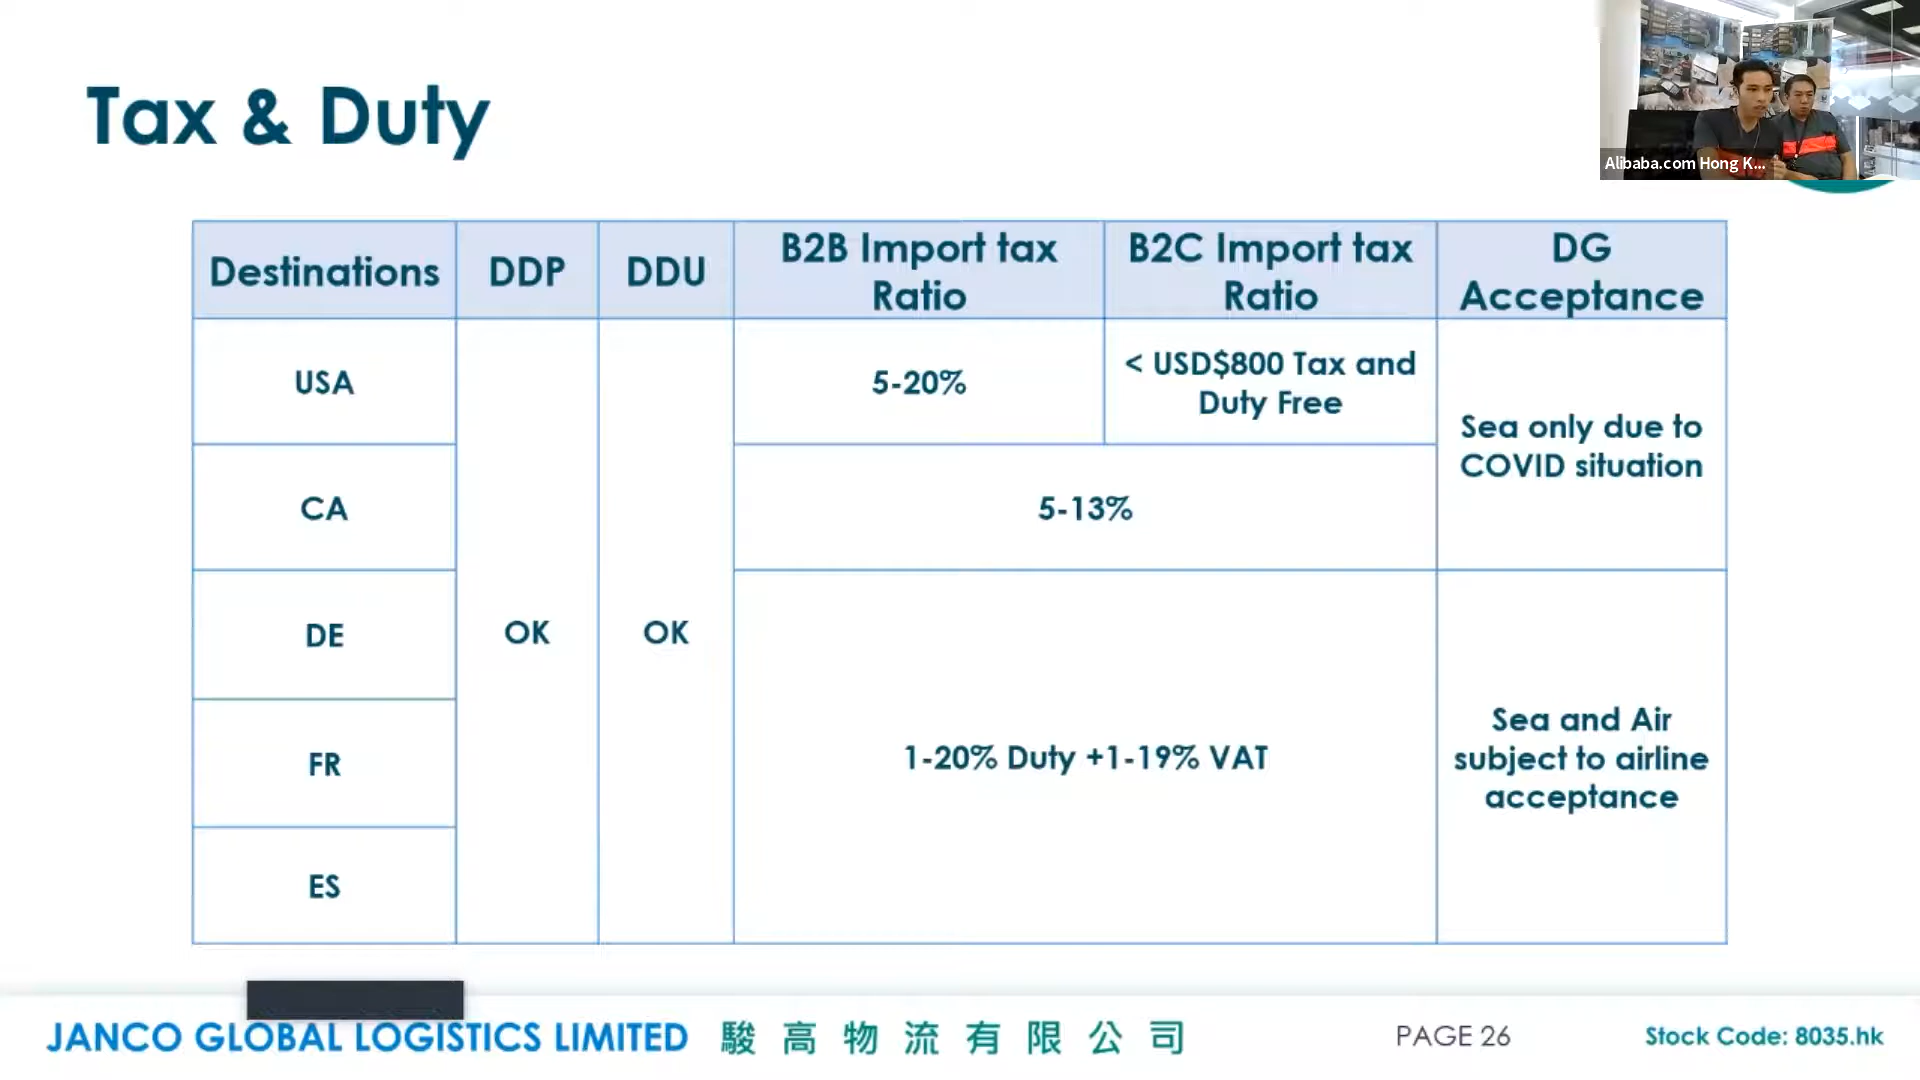 Tax & Duty
Alibaba.com Hong K...
Destinations
DDP
DDU
B2B Import tax
Ratio
B2C Import tax
Ratio
DG
Acceptance
USA
5-20%
< USD$800 Tax and
Duty Free
Sea only due to
COVID situation
CA
5-13%
DE
OK
OK
FR
1-20% Duty +1-19% VAT
Sea and Air
subject to airline
acceptance
ES
JANCO GLOBAL LOGISTICS LIMITED 駿高物流有限公司
PAGE 26
Stock Code: 8035.hk